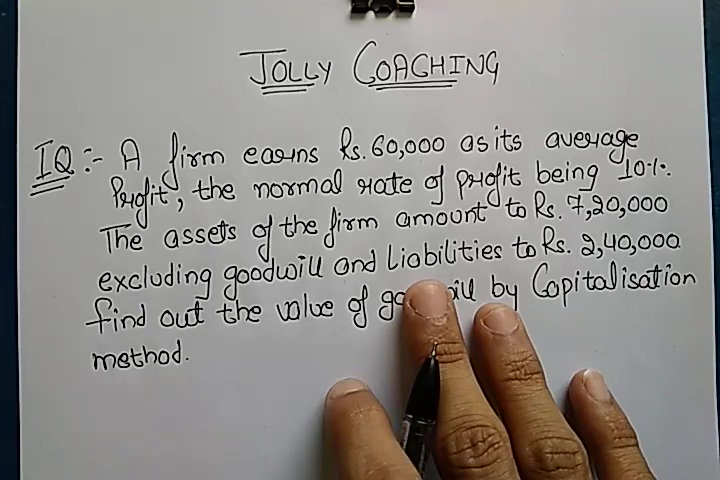 JOLLY COACHING
IQ:- A firm earns Rs. 60,000 as its average
Profit, the normal rate of profit being 10%.
The assets of the firm amount to Rs. 7,20,000
excluding goodwill and Liabilities to Rs. 2,40,000
find out the value of by Capitalisation
method.